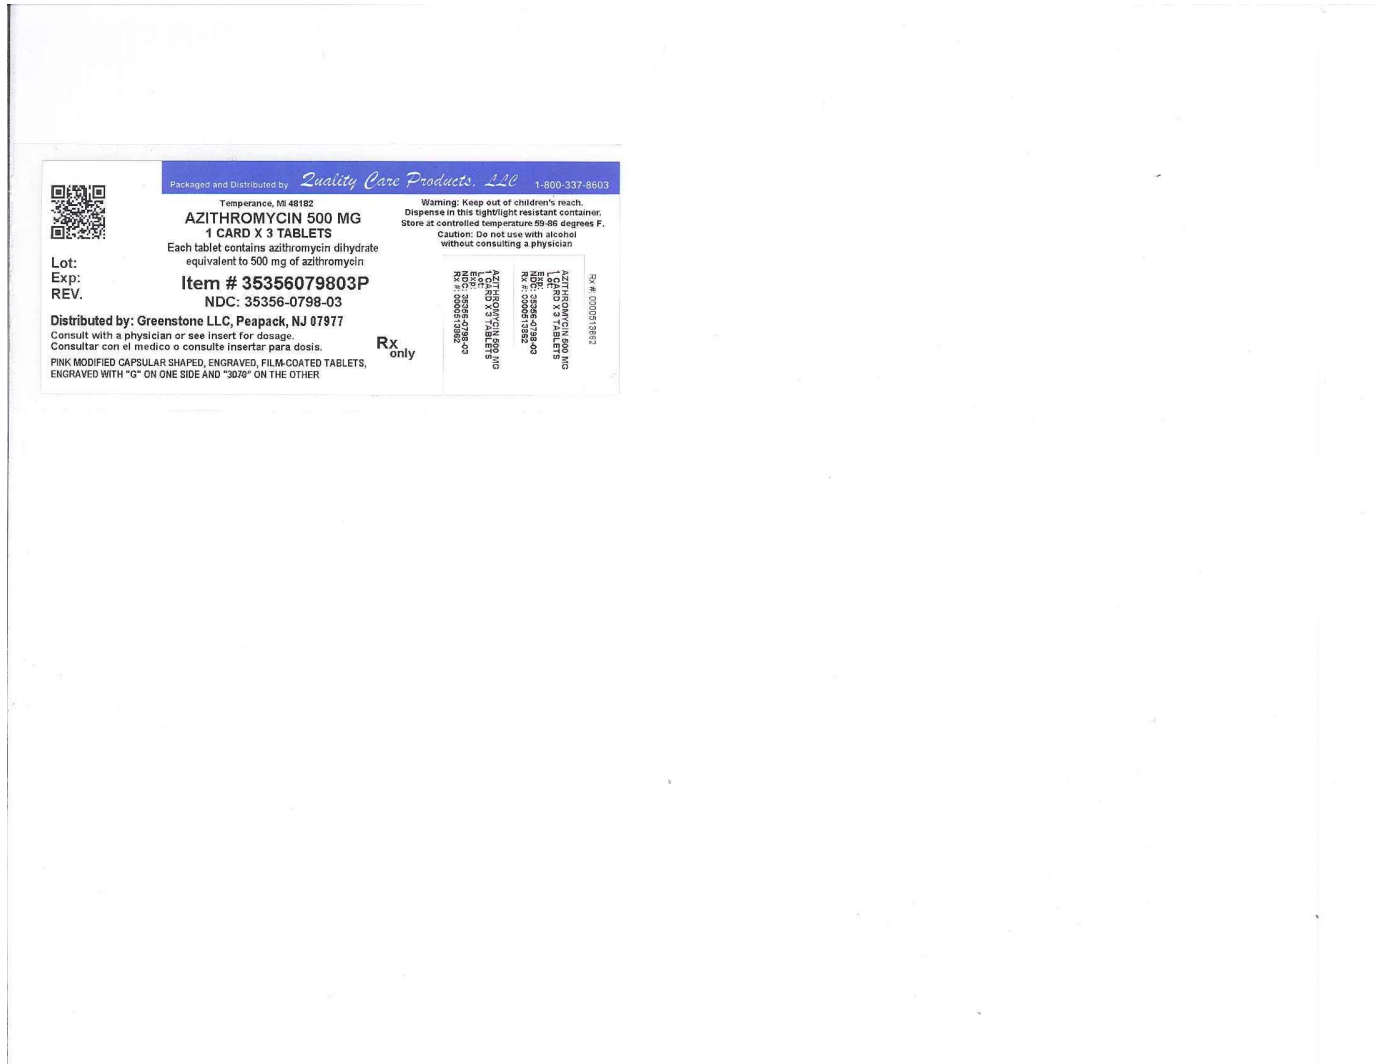 Packaged and Distributed by Quality Care Products, LLC 1-800-337-8603
Temperance, MI 48182
AZITHROMYCIN 500 MG
1 CARD X 3 TABLETS
Each tablet contains azithromycin dihydrate
equivalent to 500 mg of azithromycin
Item # 35356079803P
NDC: 35356-0798-03
Warning: Keep out of children's reach.
Dispense in this tight/light resistant container.
Store at controlled temperature 59-86 degrees F.
Caution: Do not use with alcohol
without consulting a physician
Lot:
Exp:
REV.
Distributed by: Greenstone LLC, Peapack, NJ 07977
Consult with a physician or see insert for dosage.
Consultar con el medico o consulte insertar para dosis.
Rx only
PINK MODIFIED CAPSULAR SHAPED, ENGRAVED, FILM-COATED TABLETS,
ENGRAVED WITH "G" ON ONE SIDE AND "3070" ON THE OTHER
AZITHROMYCIN 500 MG
1 CARD X 3 TABLETS
Lot:
Exp:
NDC: 35356-0798-03
Rx #: 0000513862
AZITHROMYCIN 500 MG
1 CARD X 3 TABLETS
Lot:
Exp:
NDC: 35356-0798-03
Rx #: 0000513862
Rx #: 0000513862